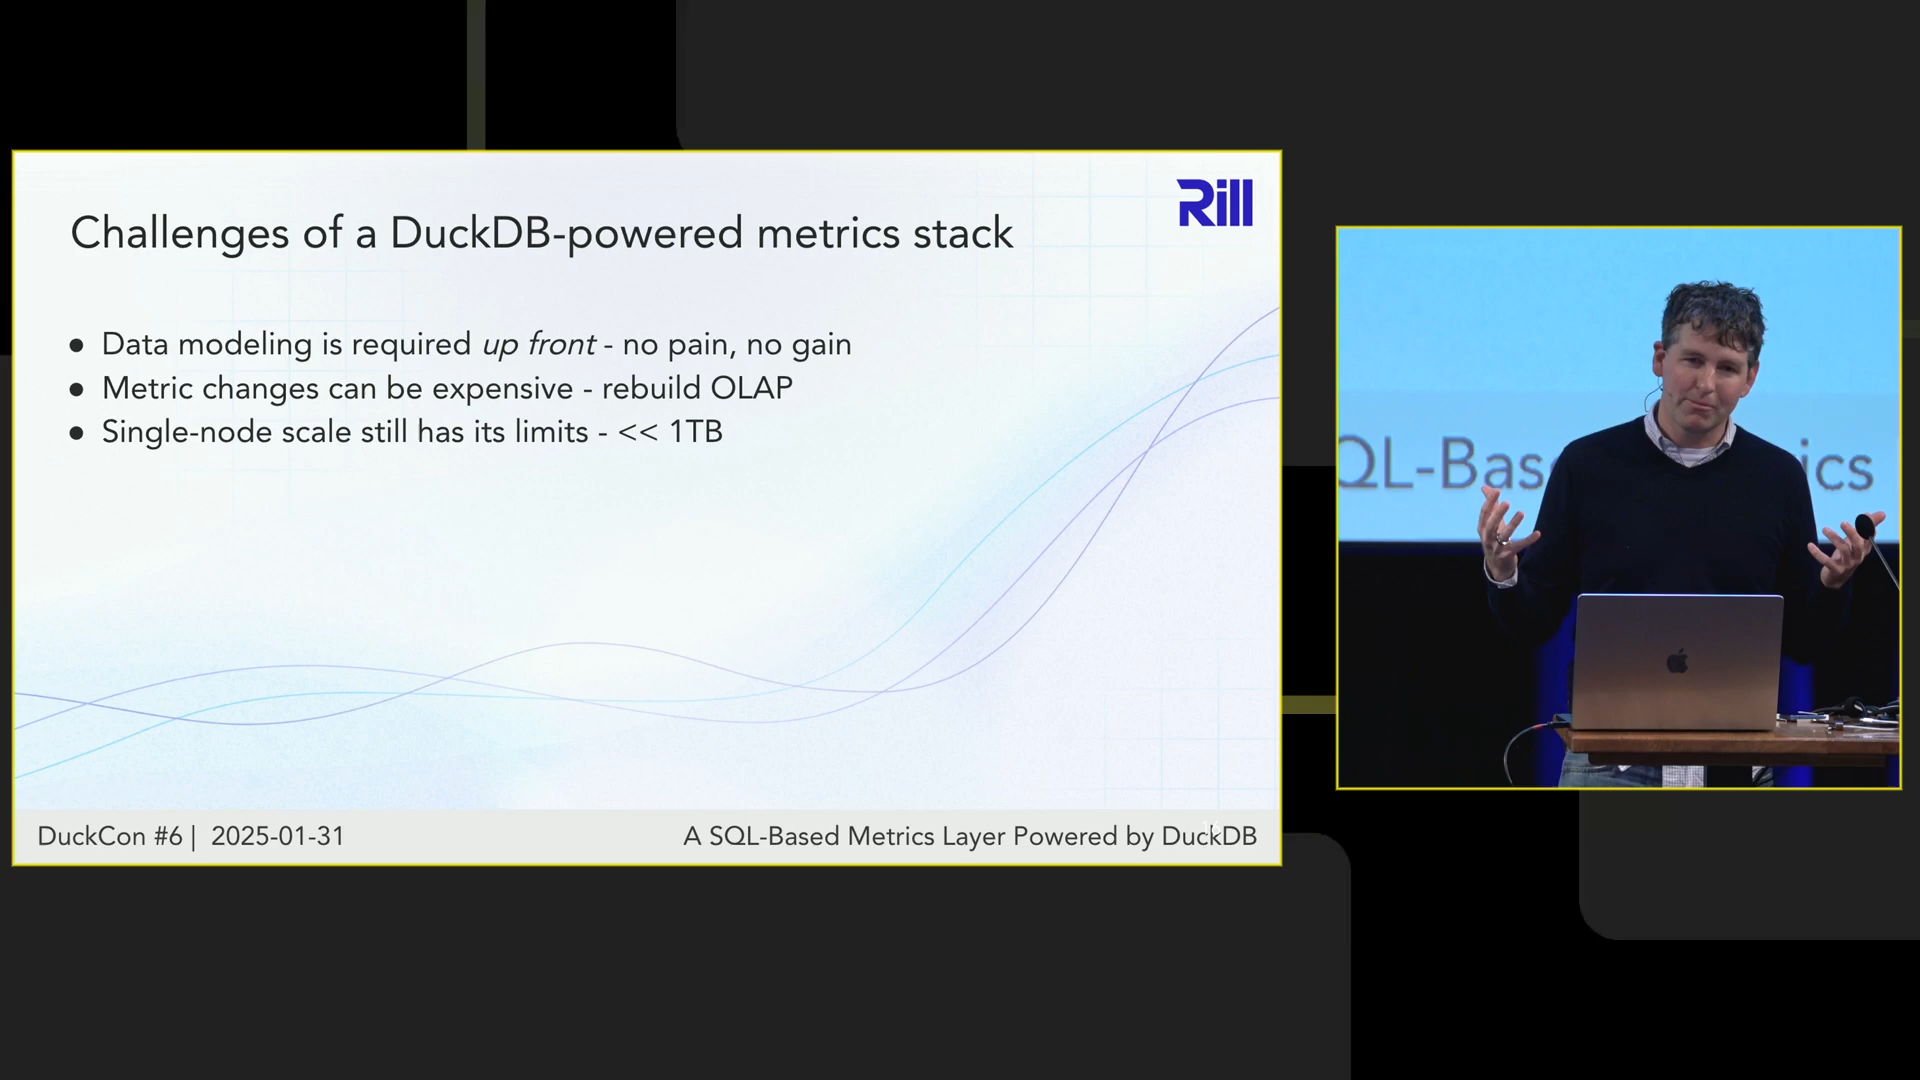 Rill
Challenges of a DuckDB-powered metrics stack
● Data modeling is required up front - no pain, no gain
● Metric changes can be expensive - rebuild OLAP
● Single-node scale still has its limits - << 1TB
DuckCon #6 | 2025-01-31
A SQL-Based Metrics Layer Powered by DuckDB
QL-Bas ics